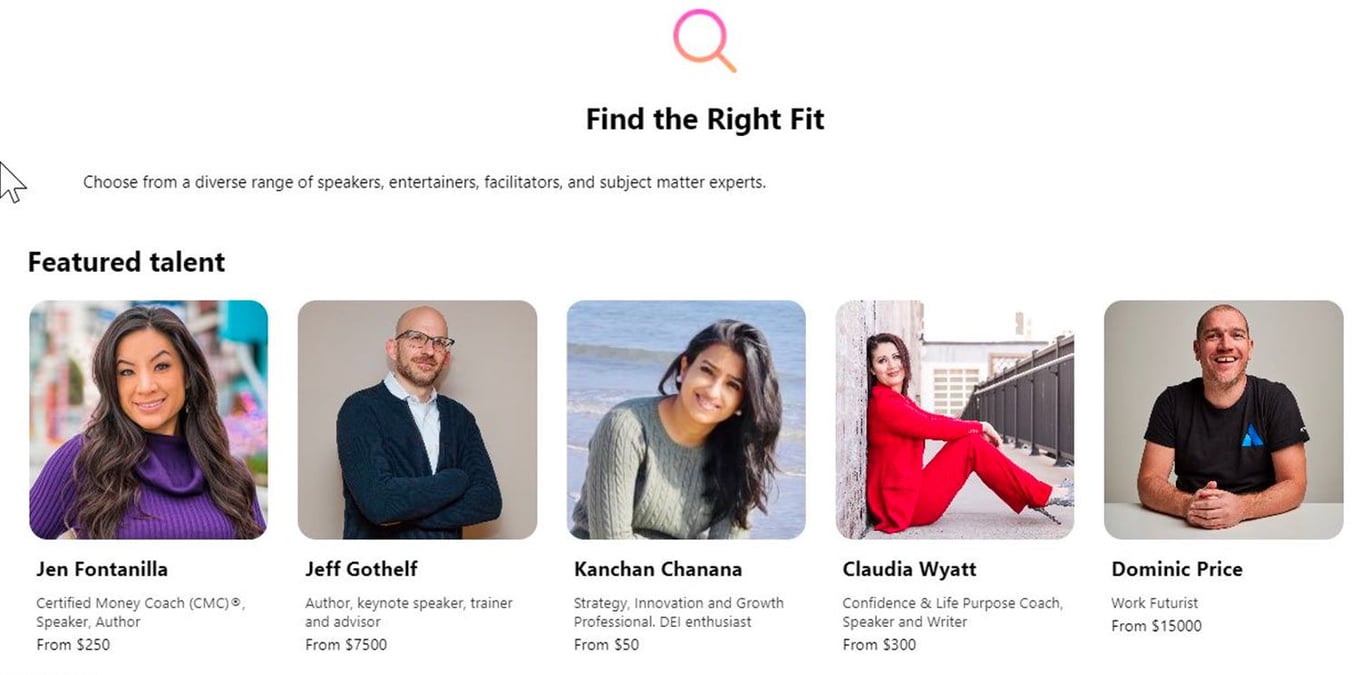 Find the Right Fit
Choose from a diverse range of speakers, entertainers, facilitators, and subject matter experts.
Featured talent
Jen Fontanilla
Certified Money Coach (CMC)®,
Speaker, Author
From $250
Jeff Gothelf
Author, keynote speaker, trainer
and advisor
From $7500
Kanchan Chanana
Strategy, Innovation and Growth
Professional. DEI enthusiast
From $50
Claudia Wyatt
Confidence & Life Purpose Coach,
Speaker and Writer
From $300
Dominic Price
Work Futurist
From $15000